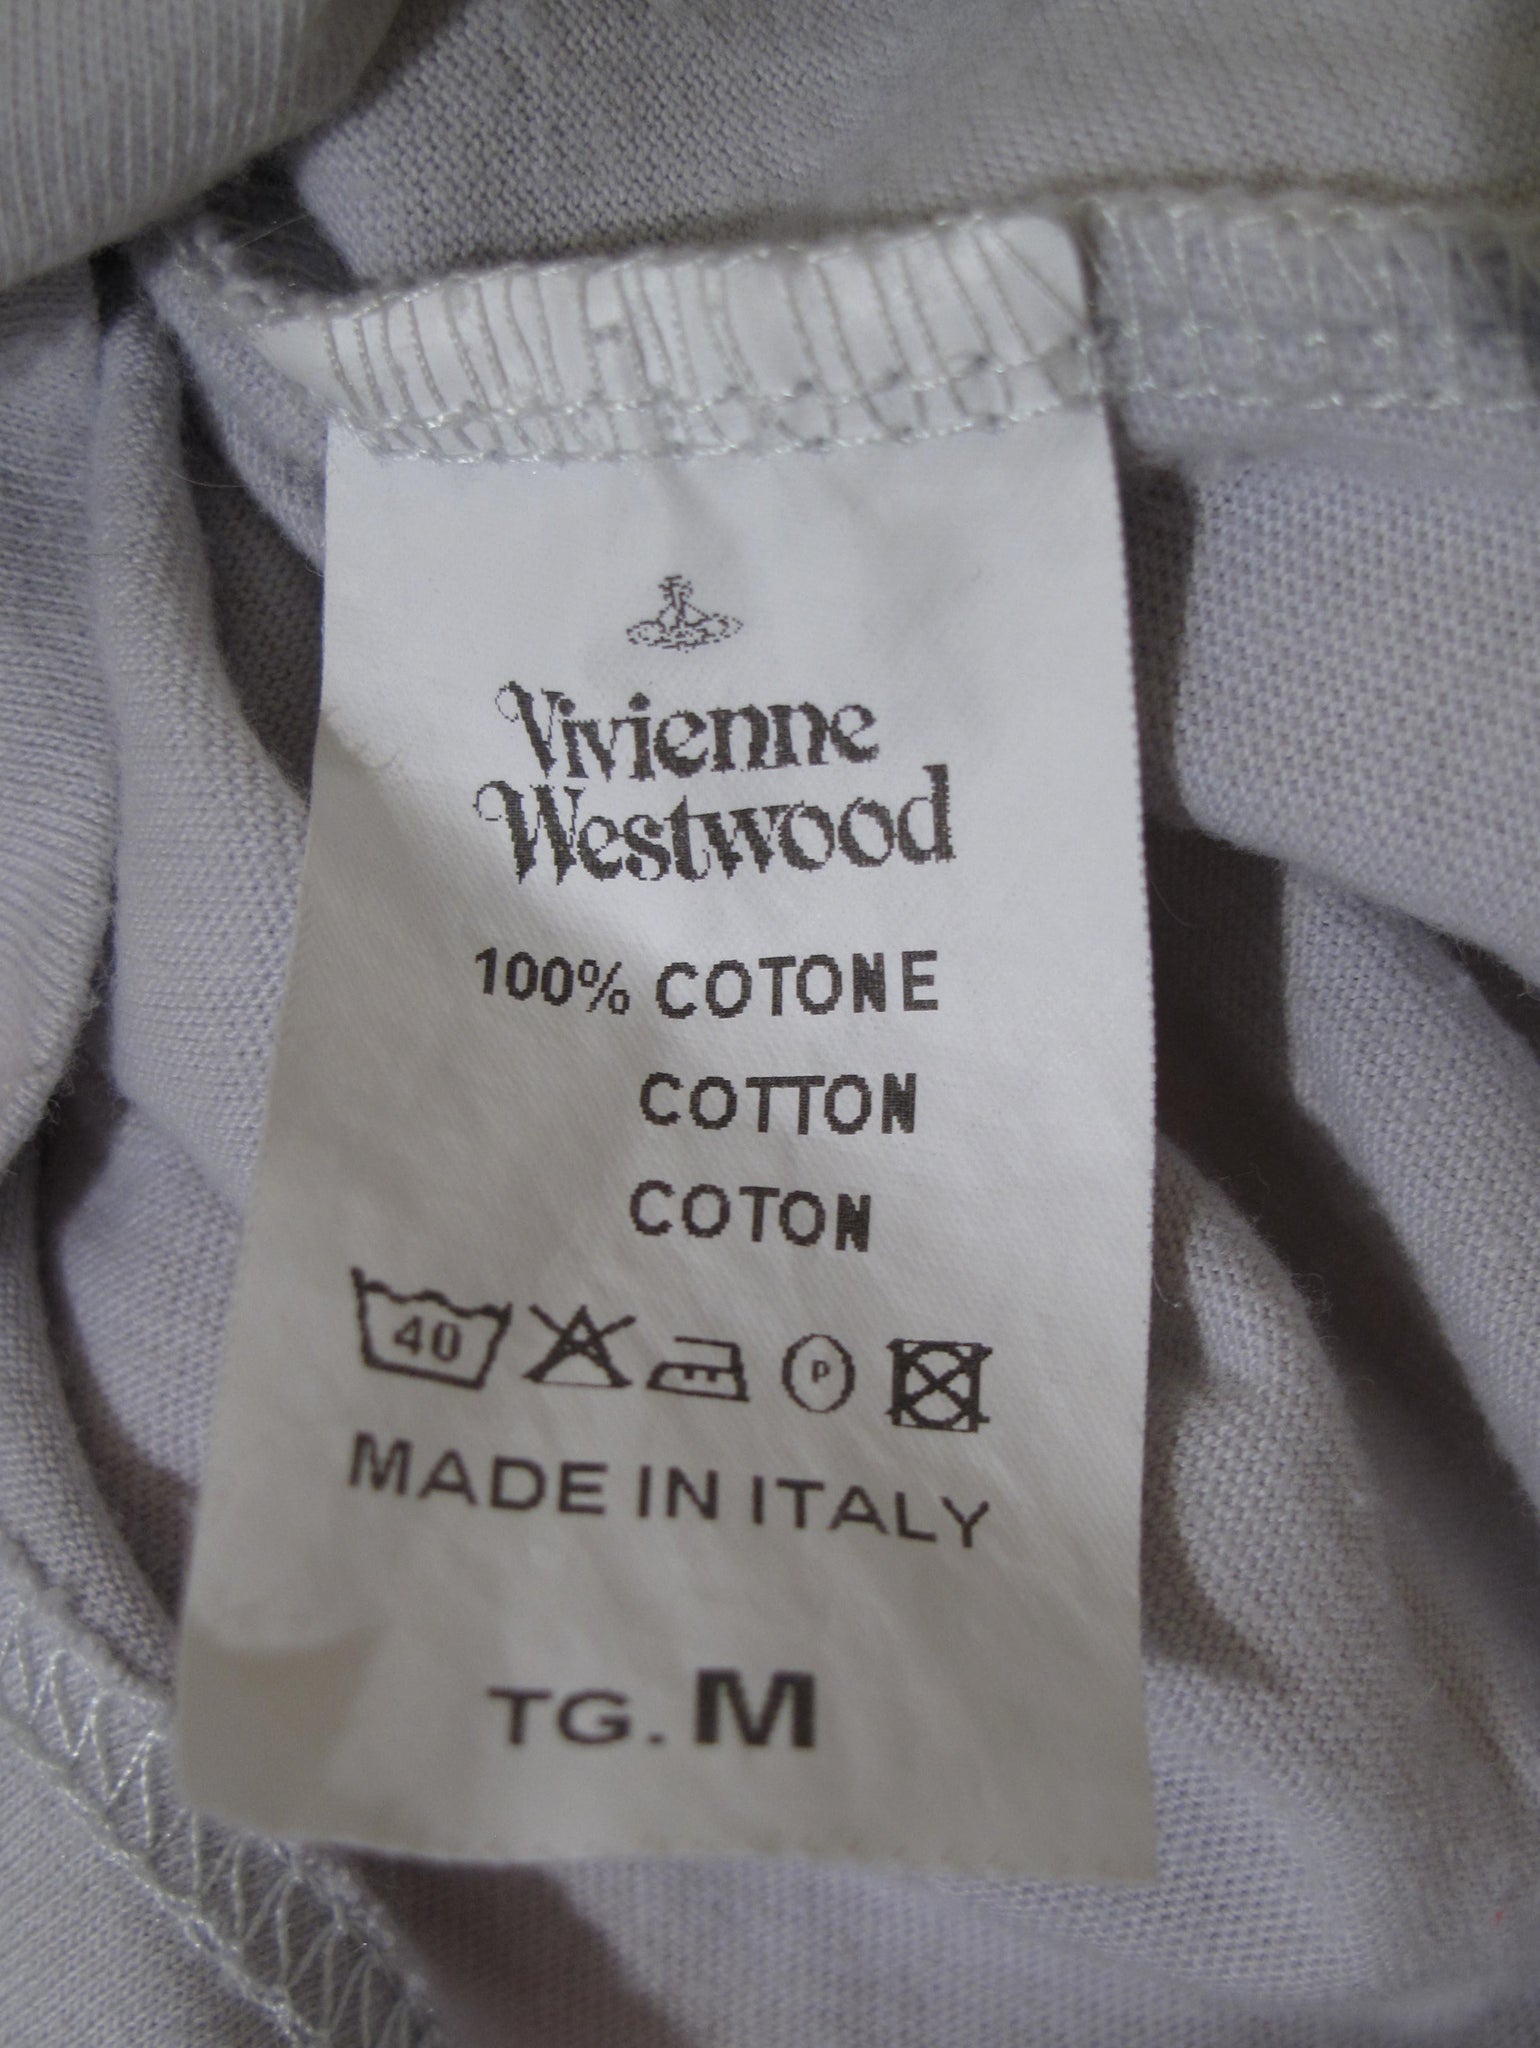 Vivienne
Westwood
100% COTONE
COTTON
COTON
40 P
MADE IN ITALY
TG. M